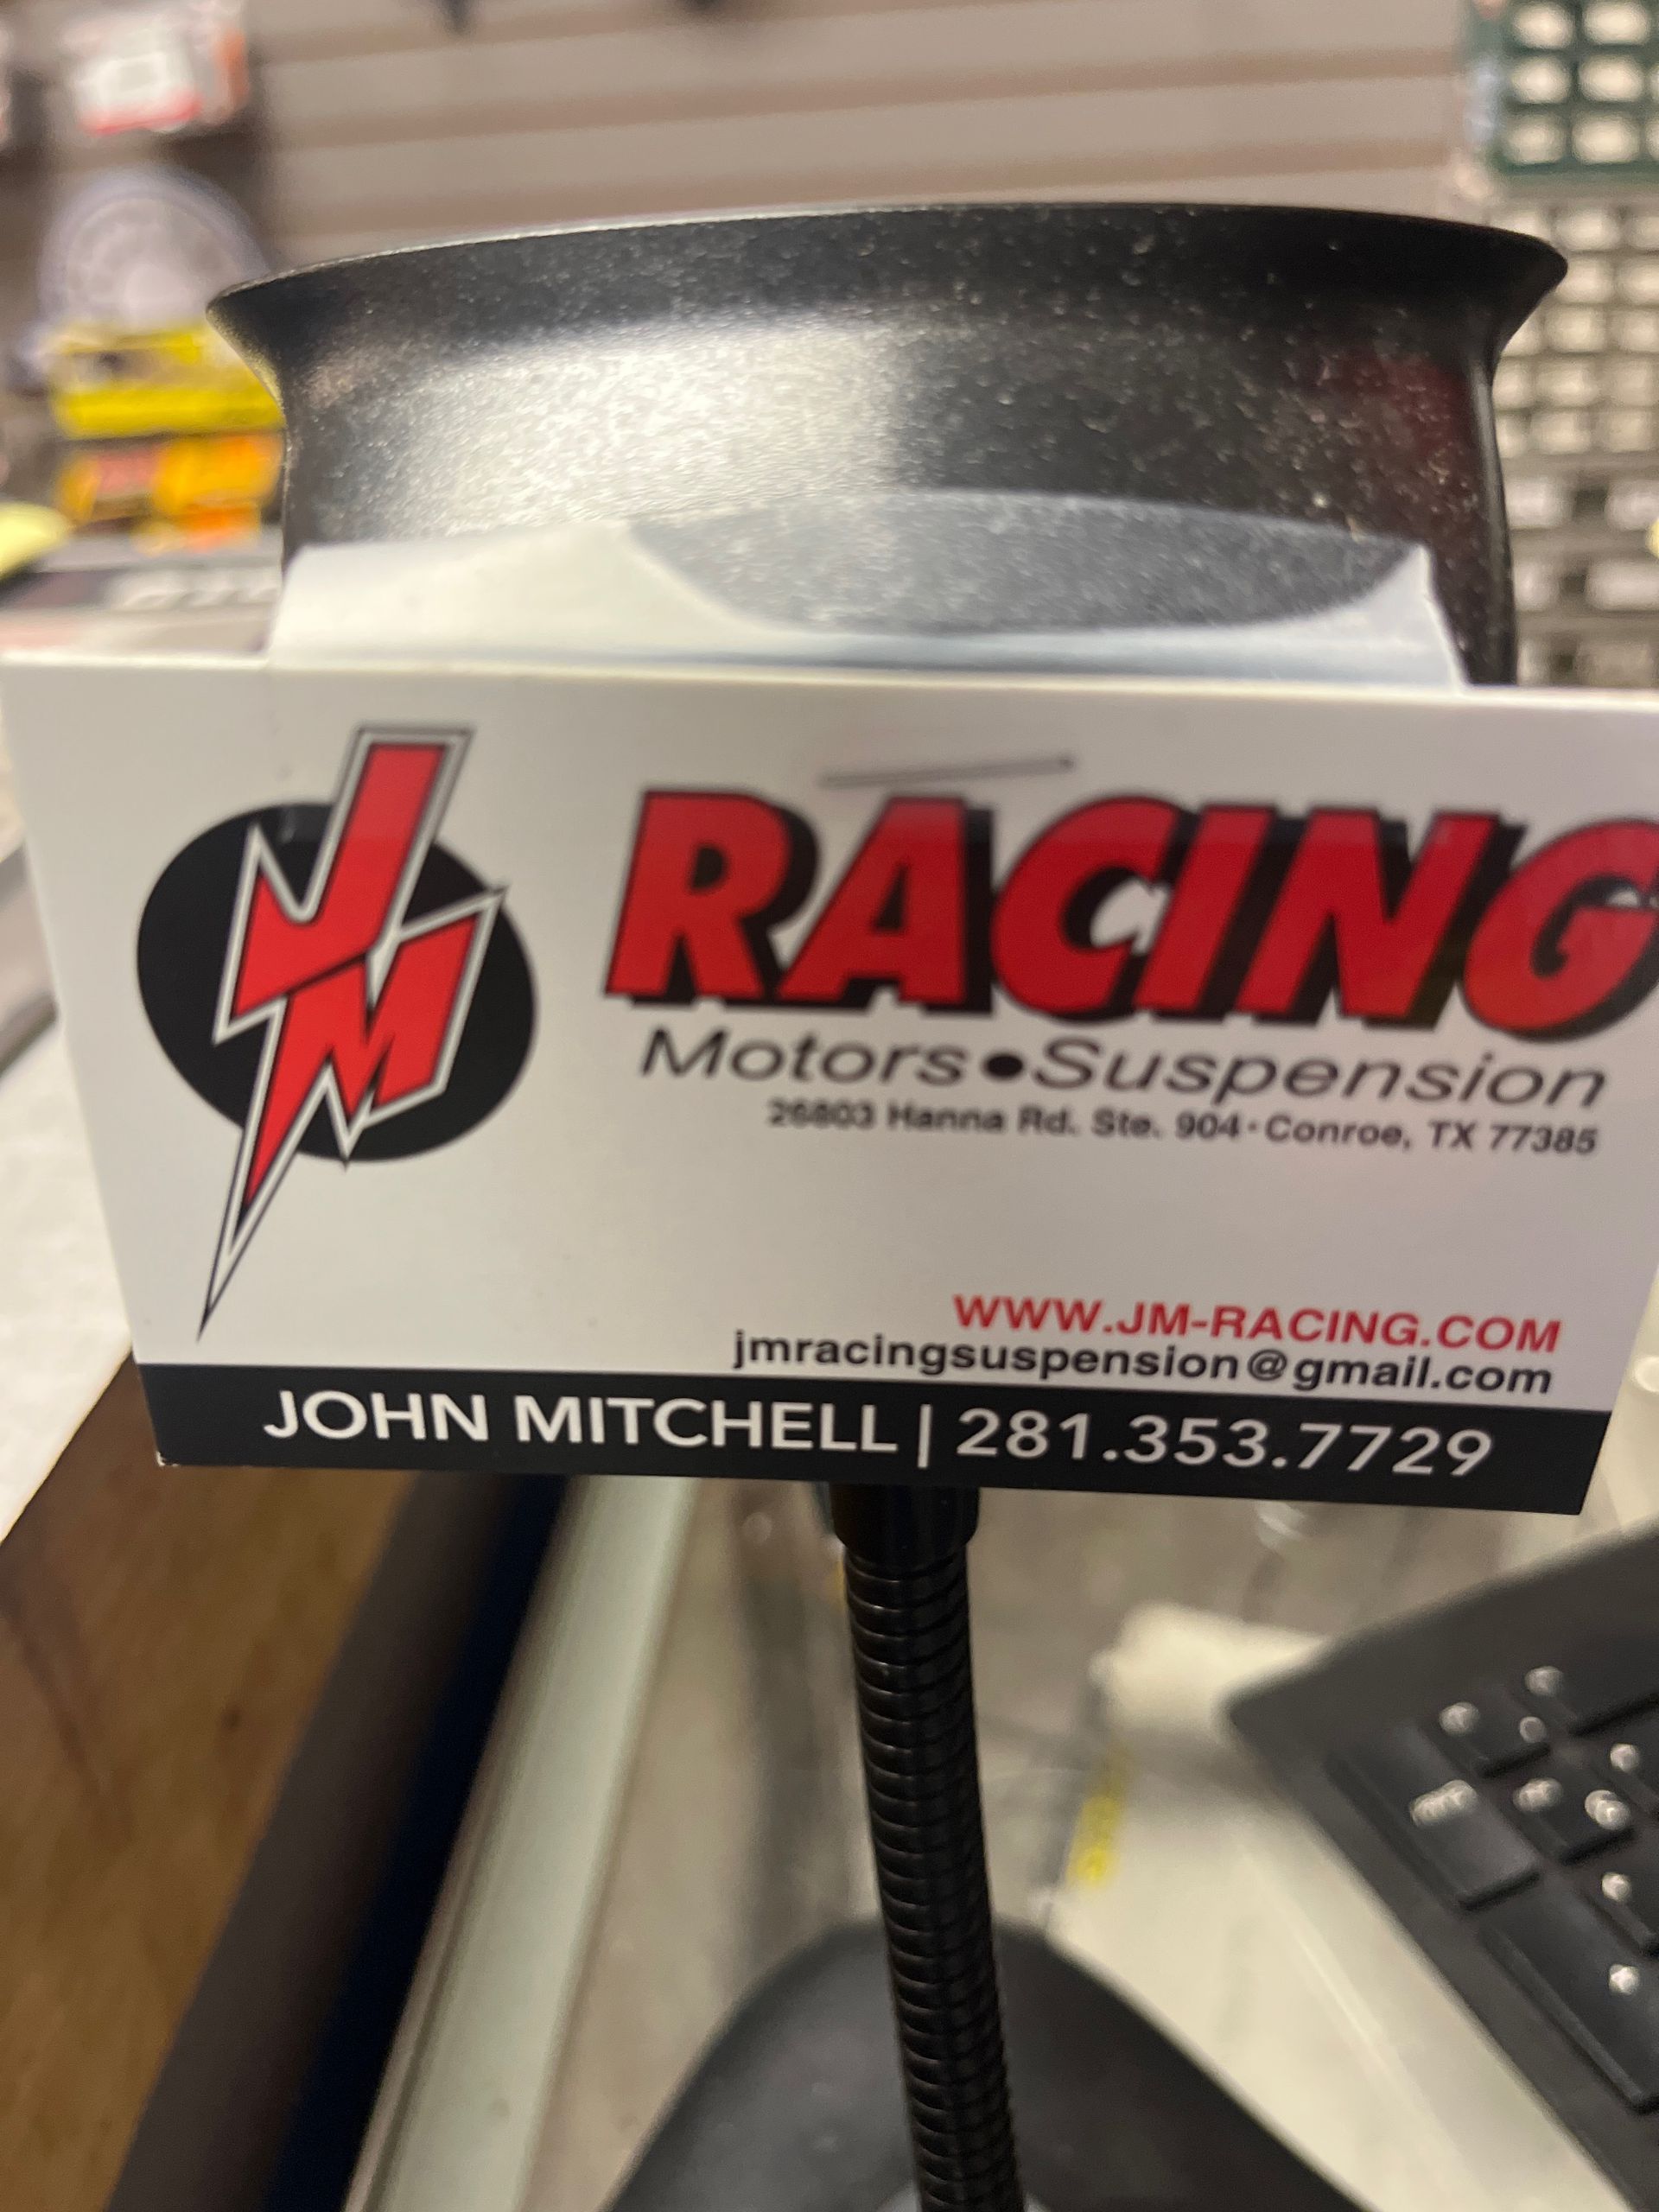 JM
RACING
Motors•Suspension
26803 Hanna Rd. Ste. 904•Conroe, TX 77385
WWW.JM-RACING.COM
jmracingsuspension@gmail.com
JOHN MITCHELL | 281.353.7729